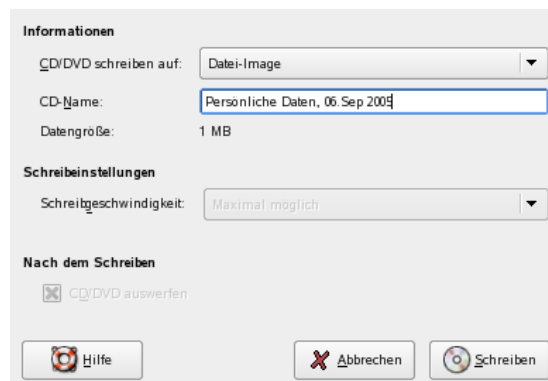 Informationen
CD/DVD schreiben auf: Datei-Image
CD-Name: Persönliche Daten, 06.Sep 2005
Datengröße: 1 MB
Schreibeinstellungen
Schreibgeschwindigkeit: Maximal möglich
Nach dem Schreiben
CD/DVD auswerfen
Hilfe Abbrechen Schreiben